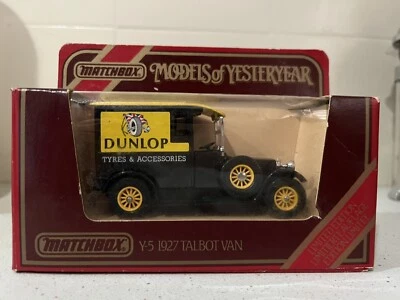 MATCHBOX
MODELS of YESTERYEAR
DUNLOP
TYRES & ACCESSORIES
MATCHBOX
Y-5 1927 TALBOT VAN